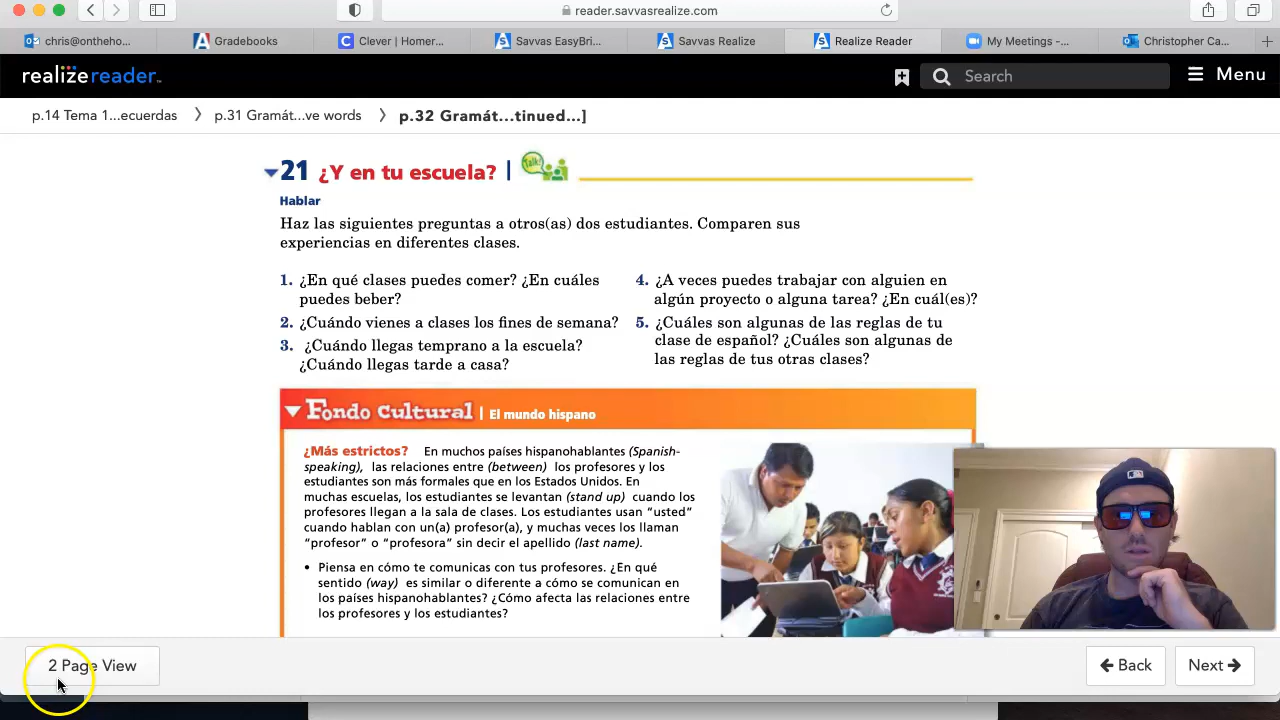 reader.savvasrealize.com
chris@ontheho...
Gradebooks
Clever | Homer...
Savvas EasyBri...
Savvas Realize
Realize Reader
My Meetings -...
Christopher Ca...
realizereader™
Search
Menu
p.14 Tema 1...ecuerdas
p.31 Gramát...ve words
p.32 Gramát...tinued...]
21 ¿Y en tu escuela? |
Talk!
Hablar
Haz las siguientes preguntas a otros(as) dos estudiantes. Comparen sus
experiencias en diferentes clases.
1. ¿En qué clases puedes comer? ¿En cuáles
puedes beber?
2. ¿Cuándo vienes a clases los fines de semana?
3. ¿Cuándo llegas temprano a la escuela?
¿Cuándo llegas tarde a casa?
4. ¿A veces puedes trabajar con alguien en
algún proyecto o alguna tarea? ¿En cuál(es)?
5. ¿Cuáles son algunas de las reglas de tu
clase de español? ¿Cuáles son algunas de
las reglas de tus otras clases?
Fondo Cultural | El mundo hispano
¿Más estrictos? En muchos países hispanohablantes (Spanish-
speaking), las relaciones entre (between) los profesores y los
estudiantes son más formales que en los Estados Unidos. En
muchas escuelas, los estudiantes se levantan (stand up) cuando los
profesores llegan a la sala de clases. Los estudiantes usan "usted"
cuando hablan con un(a) profesor(a), y muchas veces los llaman
"profesor" o "profesora" sin decir el apellido (last name).
• Piensa en cómo te comunicas con tus profesores. ¿En qué
sentido (way) es similar o diferente a cómo se comunican en
los países hispanohablantes? ¿Cómo afecta las relaciones entre
los profesores y los estudiantes?
2 Page View
Back
Next